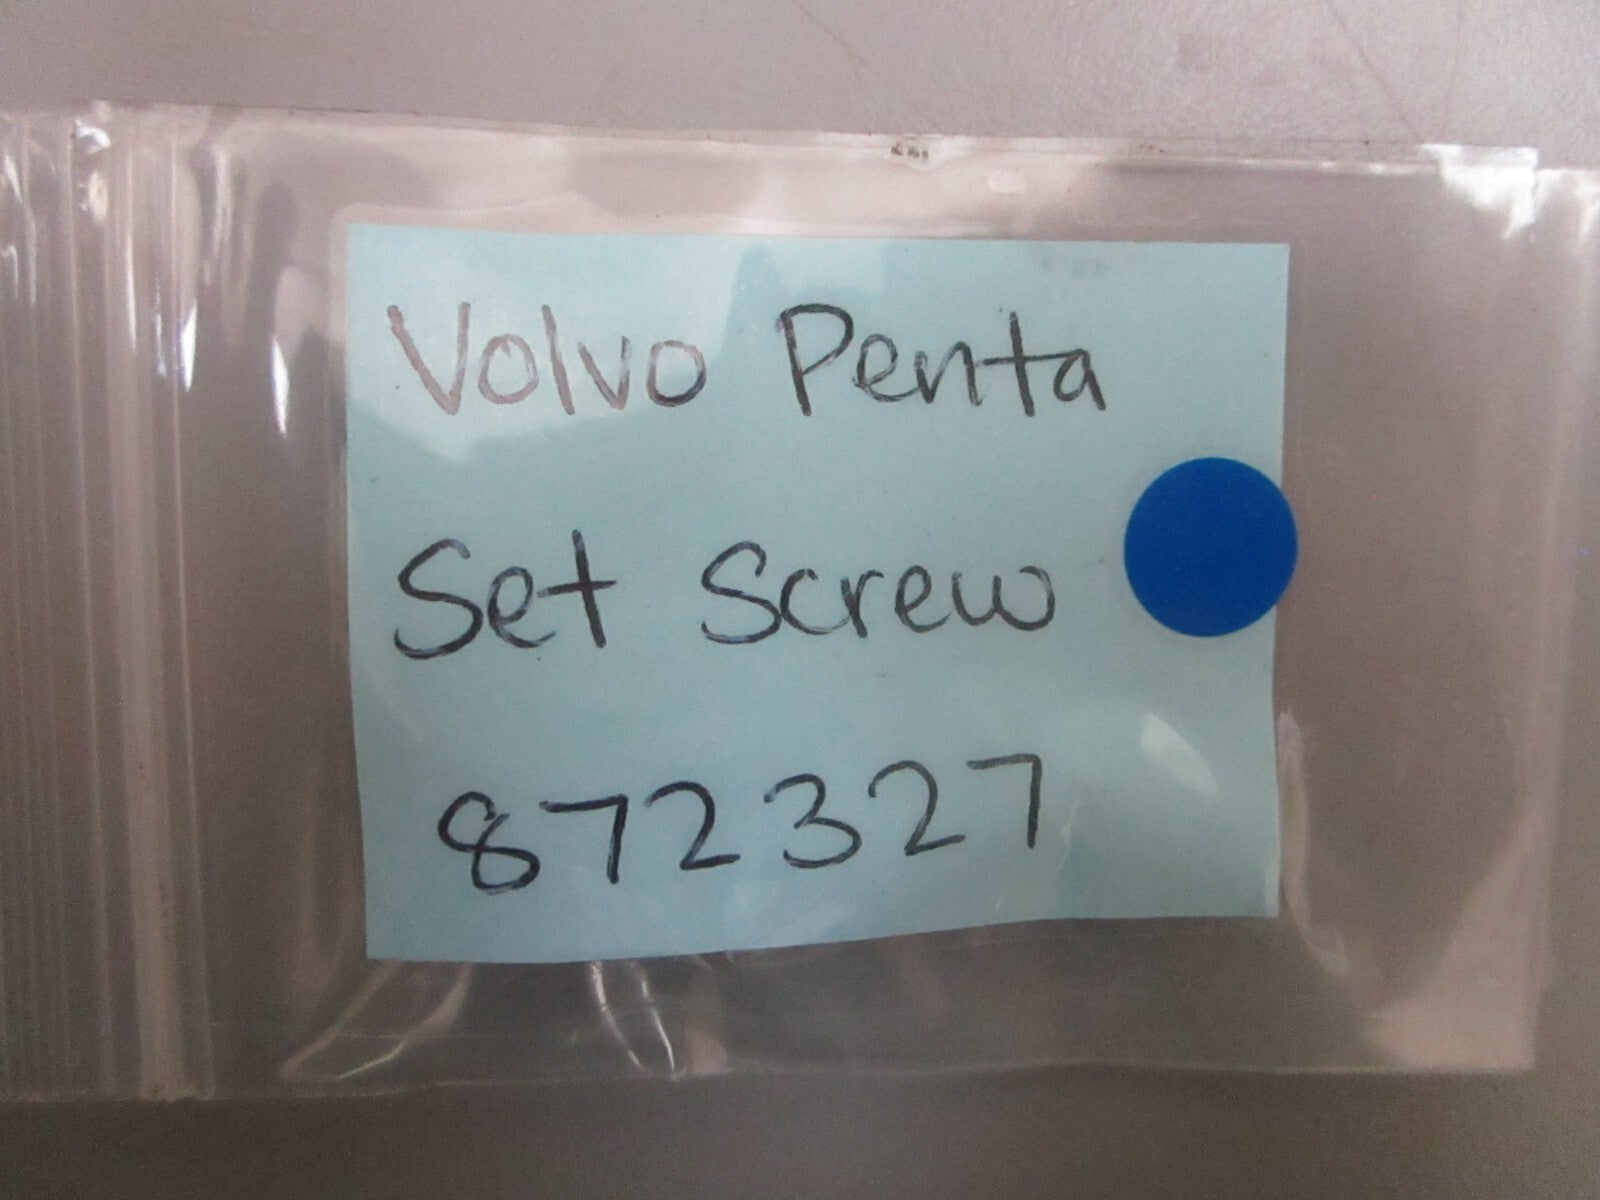 Volvo Penta
Set Screw
872327